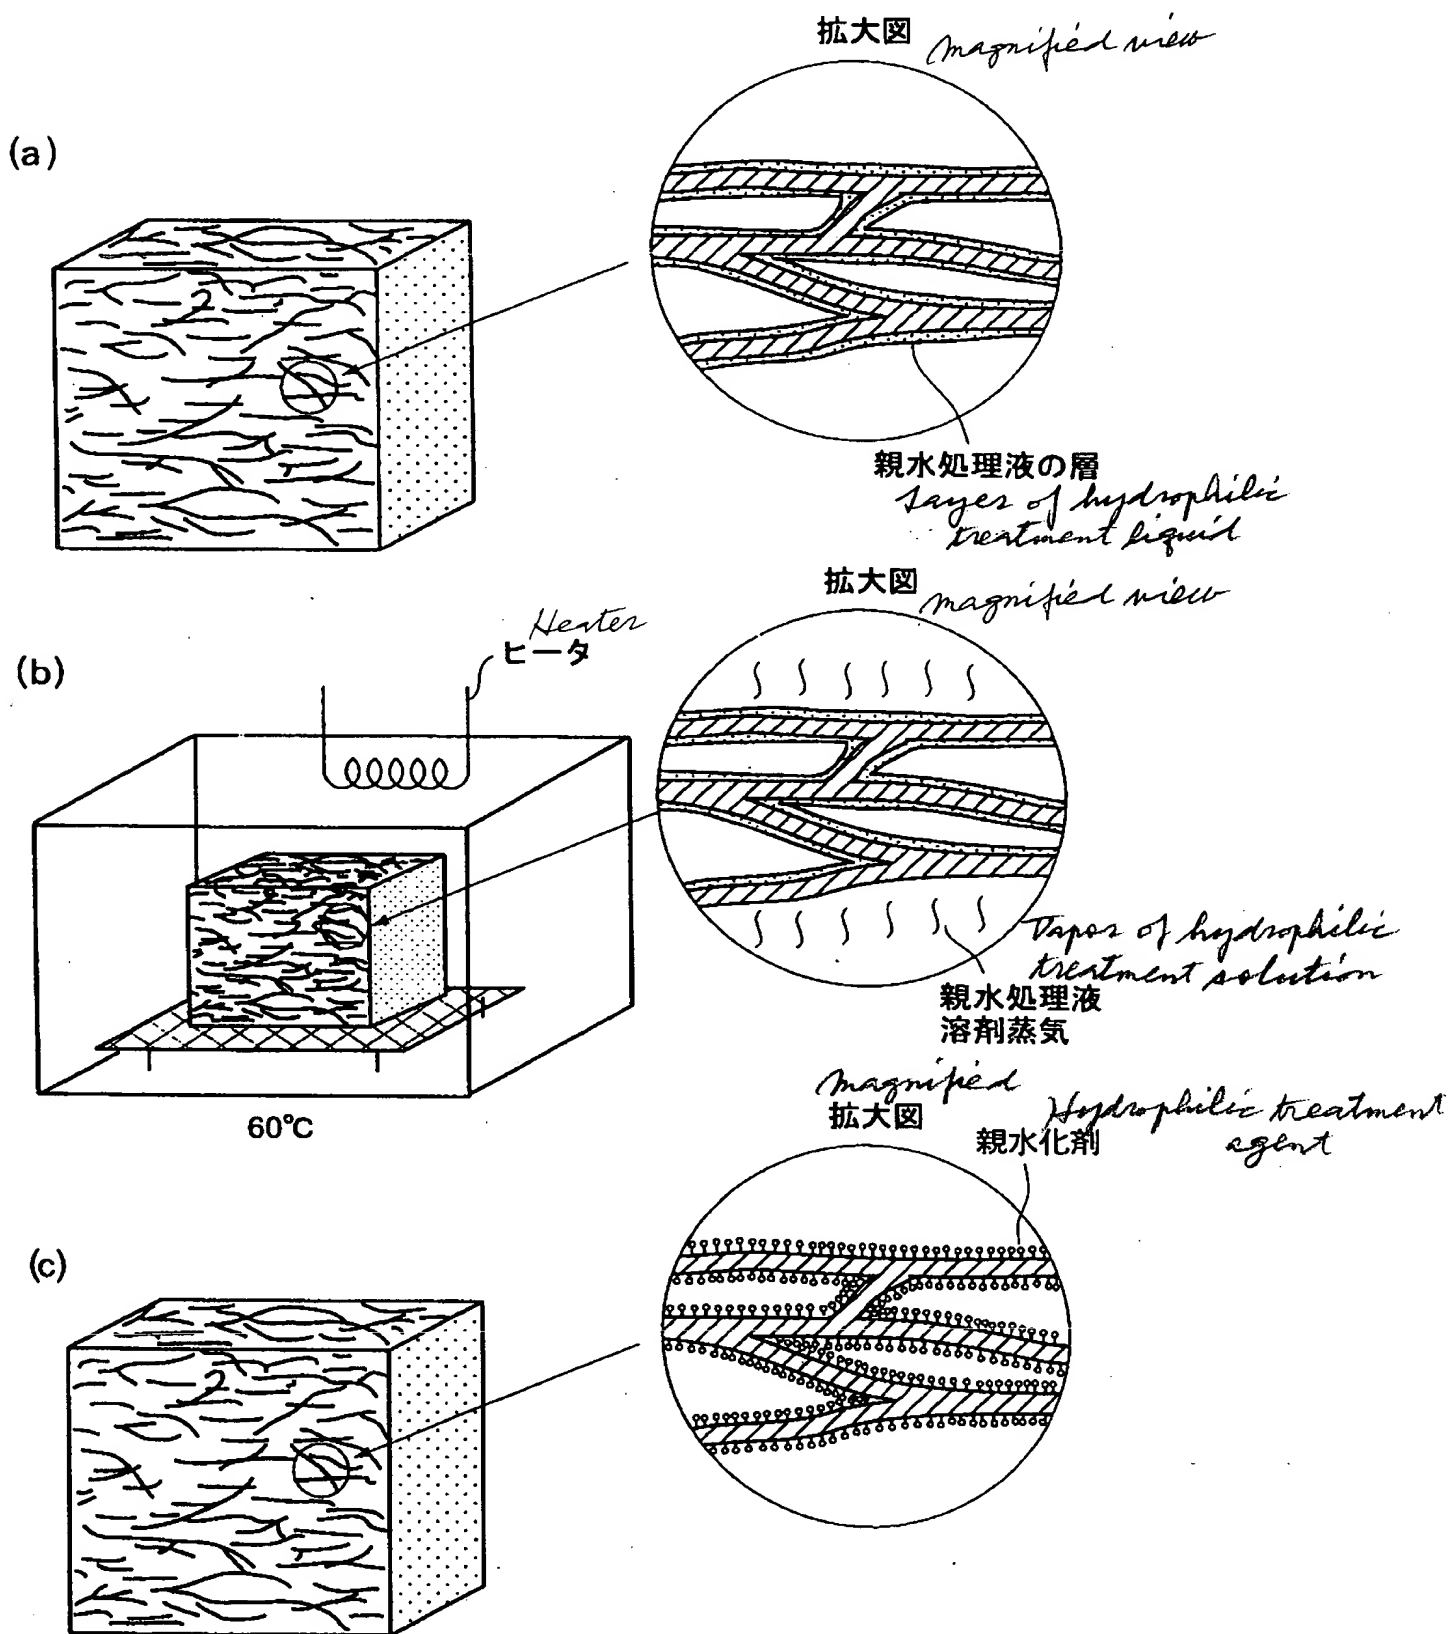 拡大図 magnified view
(a)
親水処理液の層
Layer of hydrophilic
treatment liquid
拡大図 magnified view
Heater
ヒータ
(b)
Vapor of hydrophilic
treatment solution
親水処理液
溶剤蒸気
60°C
magnified
拡大図
Hydrophilic treatment
agent
親水化剤
(c)